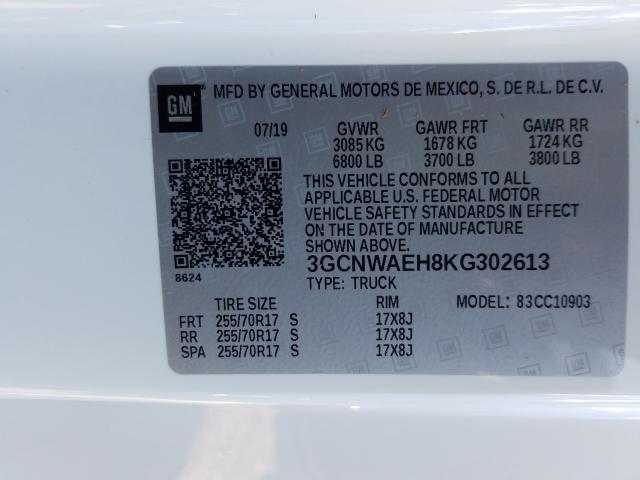 GM MFD BY GENERAL MOTORS DE MEXICO, S. DE R.L. DE C.V.
07/19 GVWR GAWR FRT GAWR RR
3085 KG 1678 KG 1724 KG
6800 LB 3700 LB 3800 LB
THIS VEHICLE CONFORMS TO ALL
APPLICABLE U.S. FEDERAL MOTOR
VEHICLE SAFETY STANDARDS IN EFFECT
ON THE DATE OF MANUFACTURE
SHOWN ABOVE.
3GCNWAEH8KG302613
8624
TYPE: TRUCK
TIRE SIZE RIM MODEL: 83CC10903
FRT 255/70R17 S 17X8J
RR 255/70R17 S 17X8J
SPA 255/70R17 S 17X8J